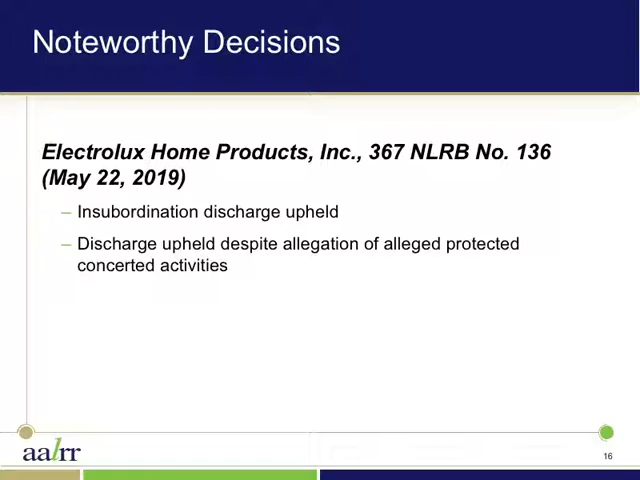 Noteworthy Decisions
Electrolux Home Products, Inc., 367 NLRB No. 136
(May 22, 2019)
– Insubordination discharge upheld
– Discharge upheld despite allegation of alleged protected
concerted activities
aalrr
16